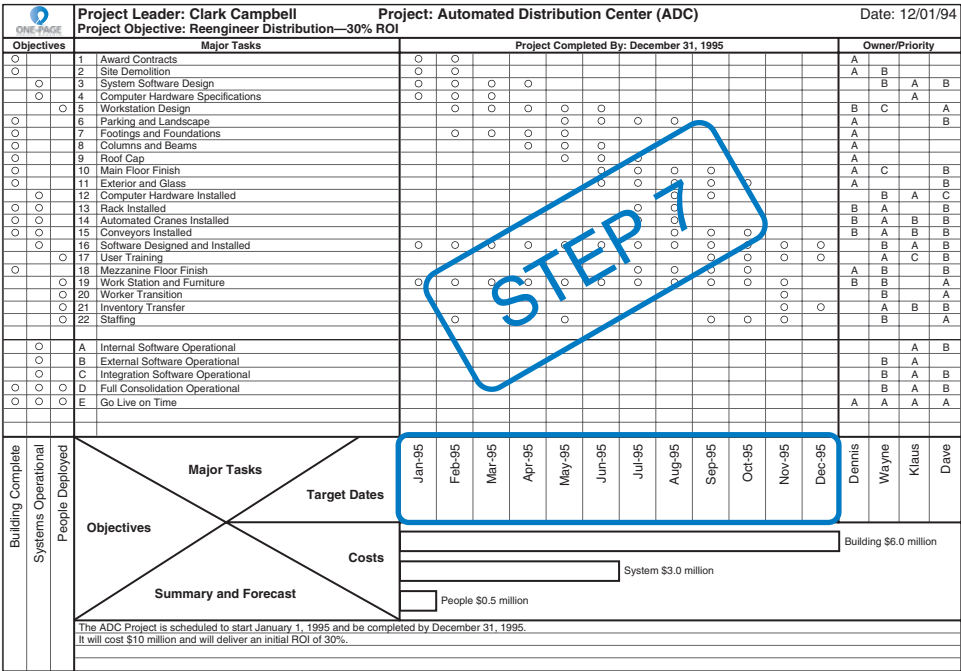 ONE-PAGE
Project Leader: Clark Campbell Project: Automated Distribution Center (ADC) Date: 12/01/94
Project Objective: Reengineer Distribution—30% ROI
Objectives Major Tasks Project Completed By: December 31, 1995 Owner/Priority
1 Award Contracts A
2 Site Demolition A B
3 System Software Design B A B
4 Computer Hardware Specifications A
5 Workstation Design B C A
6 Parking and Landscape A B
7 Footings and Foundations A
8 Columns and Beams A
9 Roof Cap A
10 Main Floor Finish A C B
11 Exterior and Glass A B
12 Computer Hardware Installed B A C
13 Rack Installed B A B
14 Automated Cranes Installed B A B B
15 Conveyors Installed B A B B
16 Software Designed and Installed B A B
17 User Training A C B
18 Mezzanine Floor Finish A B B
19 Work Station and Furniture B B A
20 Worker Transition B A
21 Inventory Transfer A B B
22 Staffing B A
STEP 7
A Internal Software Operational A B
B External Software Operational B A
C Integration Software Operational B A B
D Full Consolidation Operational B A B
E Go Live on Time A A A A
Building Complete
Systems Operational
People Deployed
Major Tasks
Target Dates
Objectives
Costs
Summary and Forecast
Jan-95
Feb-95
Mar-95
Apr-95
May-95
Jun-95
Jul-95
Aug-95
Sep-95
Oct-95
Nov-95
Dec-95
Dennis
Wayne
Klaus
Dave
Building $6.0 million
System $3.0 million
People $0.5 million
The ADC Project is scheduled to start January 1, 1995 and be completed by December 31, 1995.
It will cost $10 million and will deliver an initial ROI of 30%.